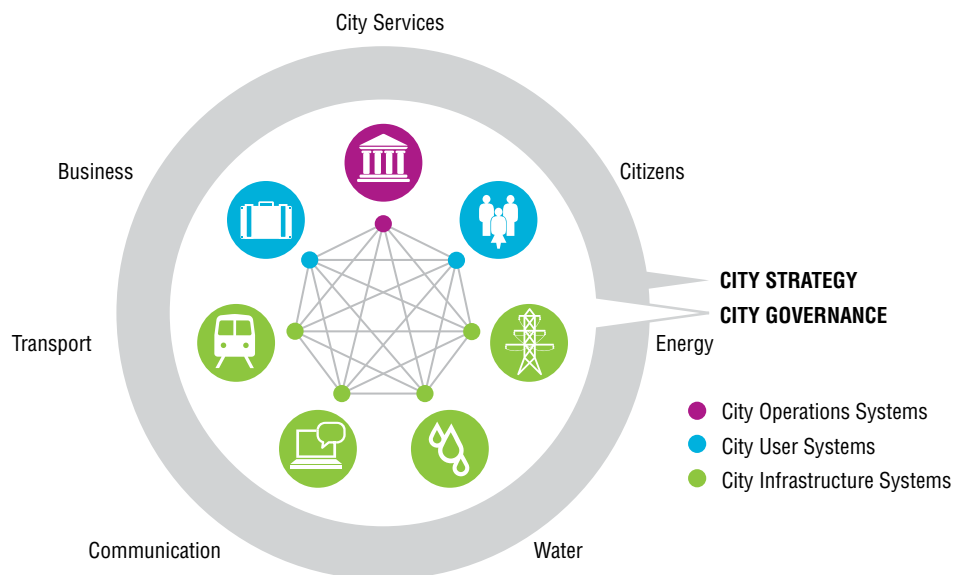 City Services
Business
Citizens
CITY STRATEGY
CITY GOVERNANCE
Transport
Energy
City Operations Systems
City User Systems
City Infrastructure Systems
Communication
Water